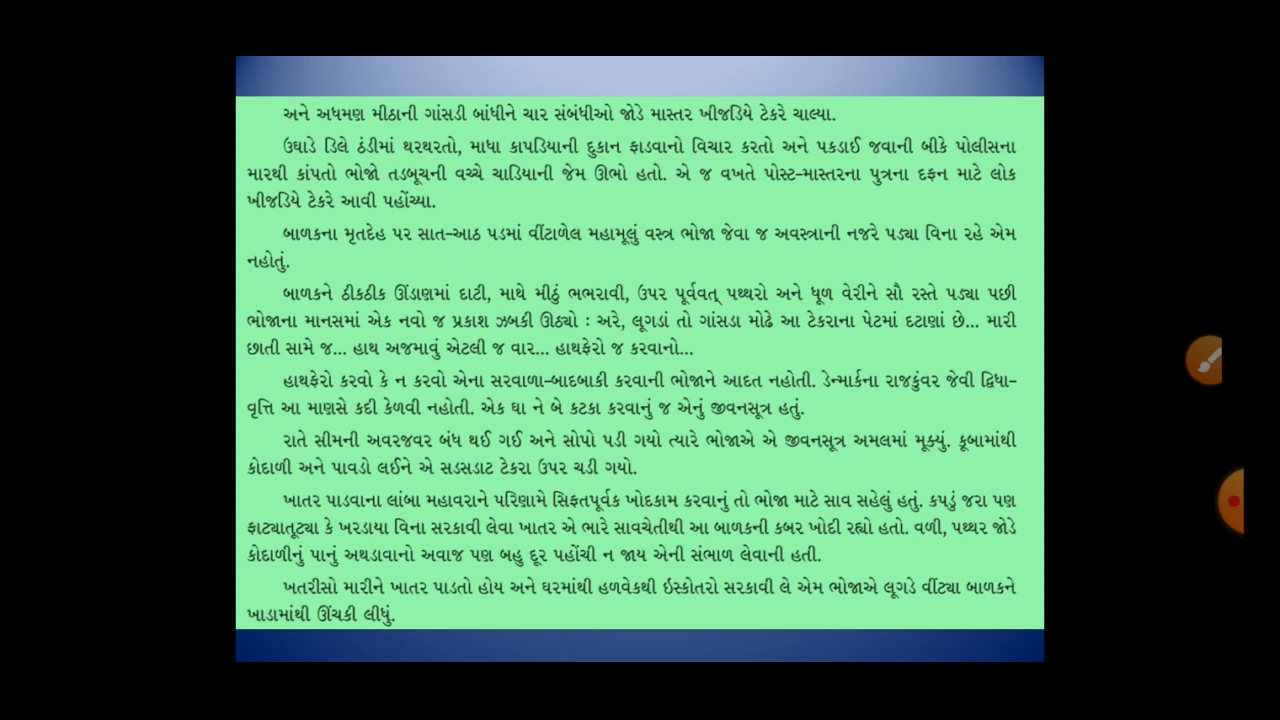 અને અધમણ મીઠાની ગાંસડી બાંધીને ચાર સંબંધીઓ જોડે માસ્તર ખીજડિયે ટેકરે ચાલ્યા.
ઉઘાડે ડિલે ઠંડીમાં થરથરતો, માધા કાપડિયાની દુકાન ફાડવાનો વિચાર કરતો અને પકડાઈ જવાની બીકે પોલીસના
મારથી કાંપતો ભોજો તડબૂચની વચ્ચે ચાડિયાની જેમ ઊભો હતો. એ જ વખતે પોસ્ટ-માસ્તરના પુત્રના દફન માટે લોક
ખીજડિયે ટેકરે આવી પહોંચ્યા.
બાળકના મૃતદેહ પર સાત-આઠ પડમાં વીંટાળેલ મહામૂલું વસ્ત્ર ભોજા જેવા જ અવસ્ત્રાની નજરે પડ્યા વિના રહે એમ
નહોતું.
બાળકને ઠીકઠીક ઊંડાણમાં દાટી, માથે મીઠું ભભરાવી, ઉપર પૂર્વવત્ પથ્થરો અને ધૂળ વેરીને સૌ રસ્તે પડ્યા પછી
ભોજાના માનસમાં એક નવો જ પ્રકાશ ઝબકી ઊઠ્યો : અરે, લૂગડાં તો ગાંસડા મોઢે આ ટેકરાના પેટમાં દટાણાં છે... મારી
છાતી સામે જ... હાથ અજમાવું એટલી જ વાર... હાથફેરો જ કરવાનો...
હાથફેરો કરવો કે ન કરવો એના સરવાળા-બાદબાકી કરવાની ભોજાને આદત નહોતી. ડેન્માર્કના રાજકુંવર જેવી દ્વિધા-
વૃત્તિ આ માણસે કદી કેળવી નહોતી. એક ઘા ને બે કટકા કરવાનું જ એનું જીવનસૂત્ર હતું.
રાતે સીમની અવરજવર બંધ થઈ ગઈ અને સોપો પડી ગયો ત્યારે ભોજાએ એ જીવનસૂત્ર અમલમાં મૂક્યું. કૂબામાંથી
કોદાળી અને પાવડો લઈને એ સડસડાટ ટેકરા ઉપર ચડી ગયો.
ખાતર પાડવાના લાંબા મહાવરાને પરિણામે સિફતપૂર્વક ખોદકામ કરવાનું તો ભોજા માટે સાવ સહેલું હતું. કપડું જરા પણ
ફાટ્યાતૂટ્યા કે ખરડાયા વિના સરકાવી લેવા ખાતર એ ભારે સાવચેતીથી આ બાળકની કબર ખોદી રહ્યો હતો. વળી, પથ્થર જોડે
કોદાળીનું પાનું અથડાવાનો અવાજ પણ બહુ દૂર પહોંચી ન જાય એની સંભાળ લેવાની હતી.
ખતરીસો મારીને ખાતર પાડતો હોય અને ઘરમાંથી હળવેકથી ઇસ્કોતરો સરકાવી લે એમ ભોજાએ લૂગડે વીંટ્યા બાળકને
ખાડામાંથી ઊંચકી લીધું.